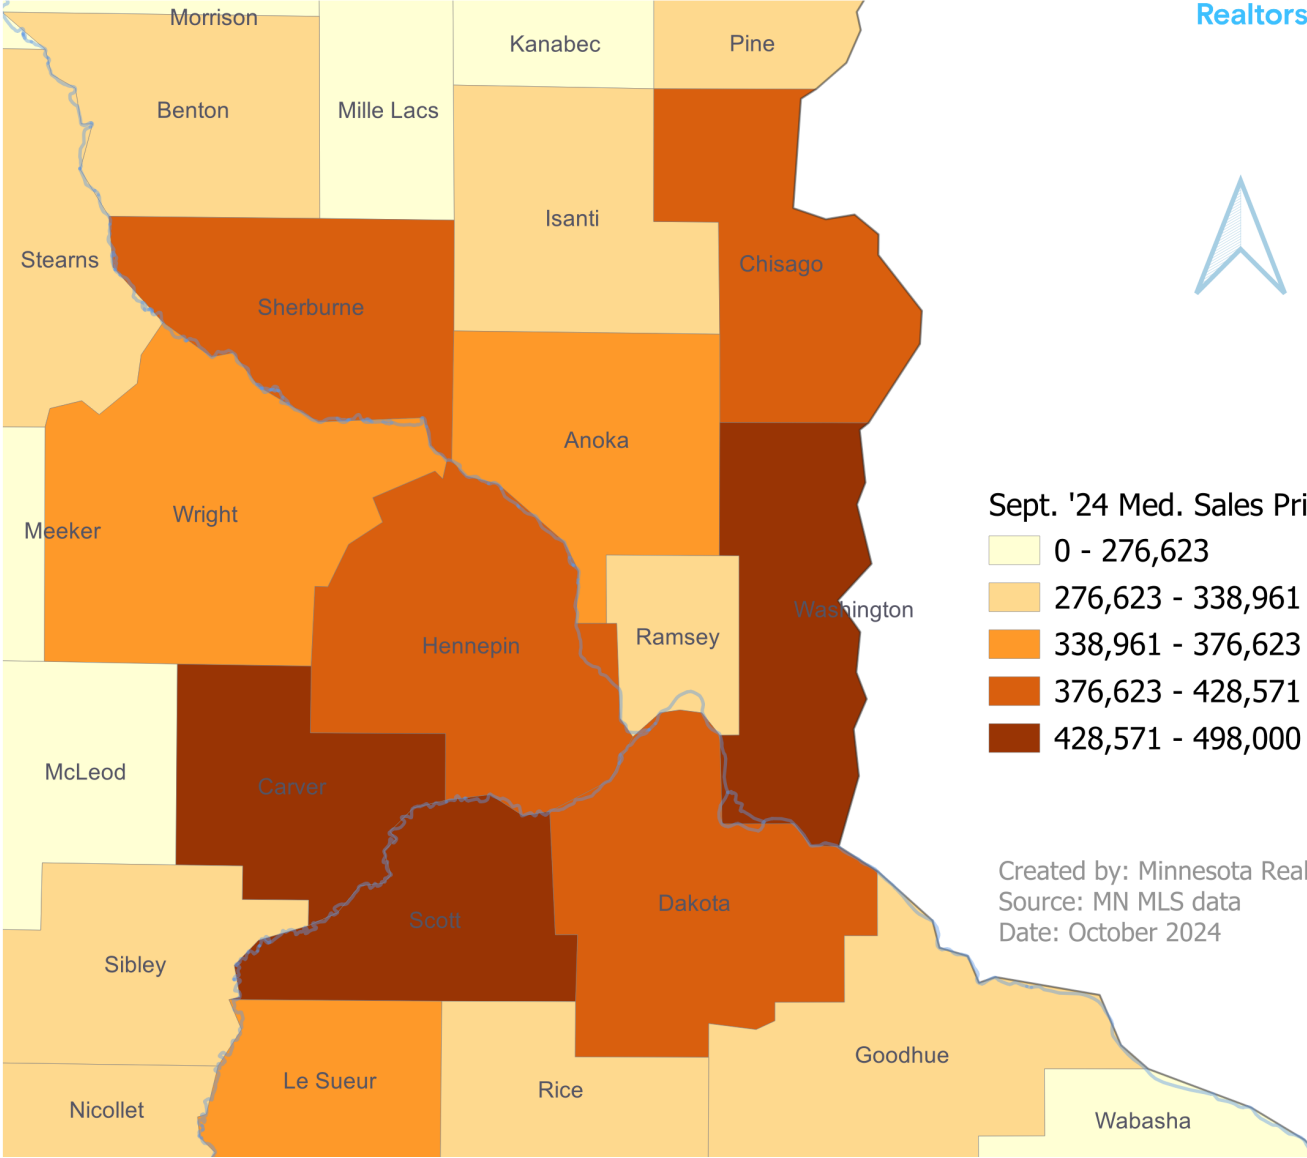 Realtors
Morrison
Kanabec
Pine
Benton
Mille Lacs
Isanti
Stearns
Chisago
Sherburne
Anoka
Wright
Meeker
Sept. '24 Med. Sales Pri
0 - 276,623
276,623 - 338,961
338,961 - 376,623
376,623 - 428,571
428,571 - 498,000
Washington
Ramsey
Hennepin
McLeod
Carver
Created by: Minnesota Real
Source: MN MLS data
Date: October 2024
Dakota
Scott
Sibley
Goodhue
Le Sueur
Rice
Nicollet
Wabasha